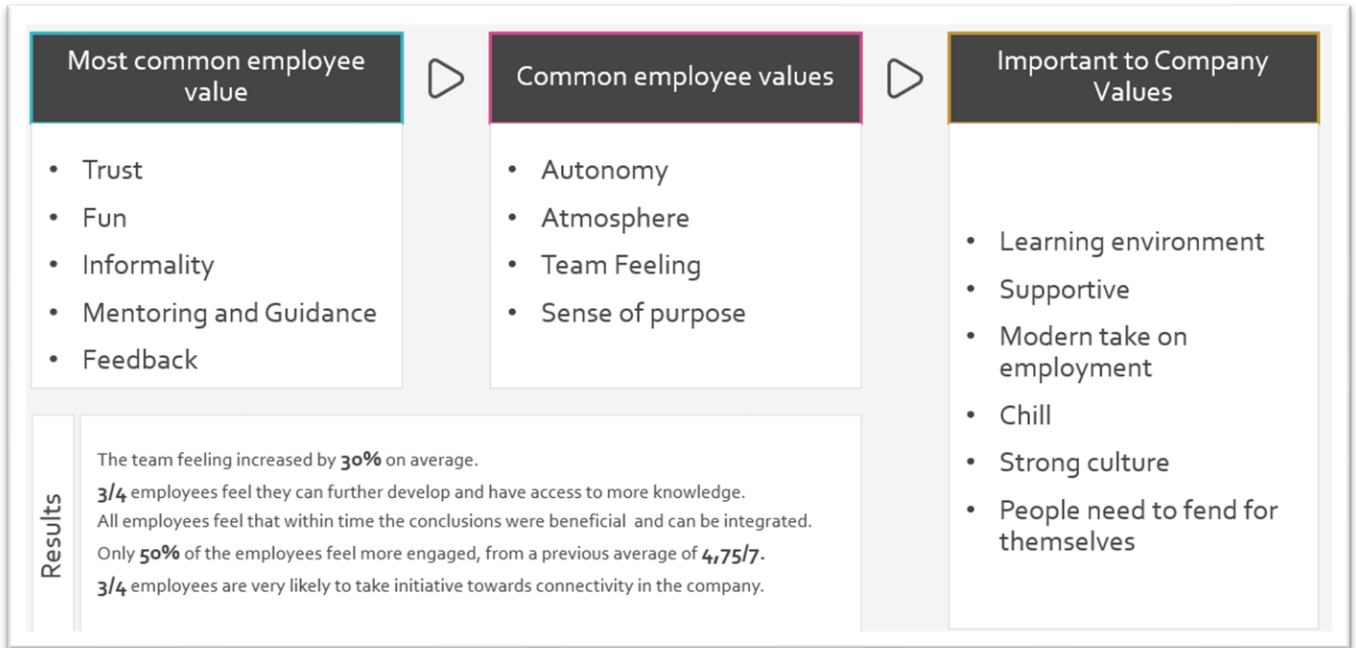 Most common employee
value
• Trust
• Fun
• Informality
• Mentoring and Guidance
• Feedback
Common employee values
• Autonomy
• Atmosphere
• Team Feeling
• Sense of purpose
Important to Company
Values
• Learning environment
• Supportive
• Modern take on
employment
• Chill
• Strong culture
• People need to fend for
themselves
Results
The team feeling increased by 30% on average.
3/4 employees feel they can further develop and have access to more knowledge.
All employees feel that within time the conclusions were beneficial and can be integrated.
Only 50% of the employees feel more engaged, from a previous average of 4,75/7.
3/4 employees are very likely to take initiative towards connectivity in the company.